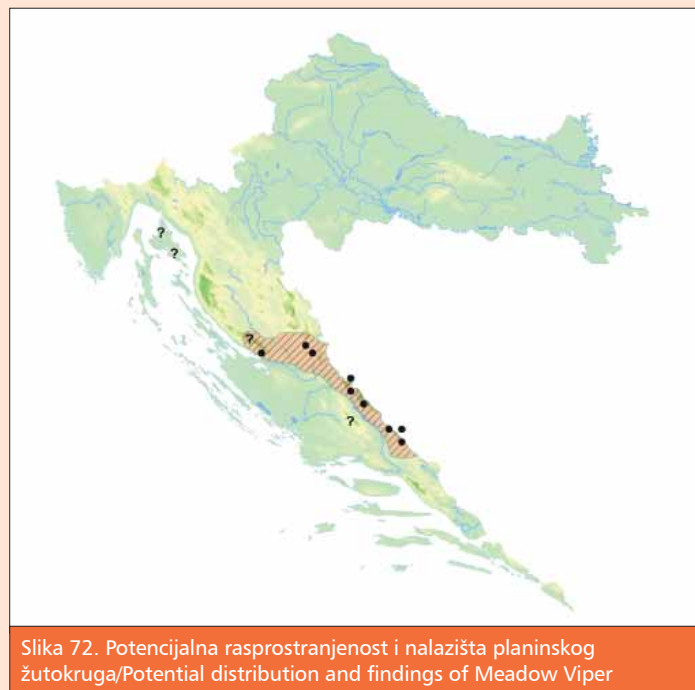 ?
?
?
?
Slika 72. Potencijalna rasprostranjenost i nalazišta planinskog
žutokruga/Potential distribution and findings of Meadow Viper